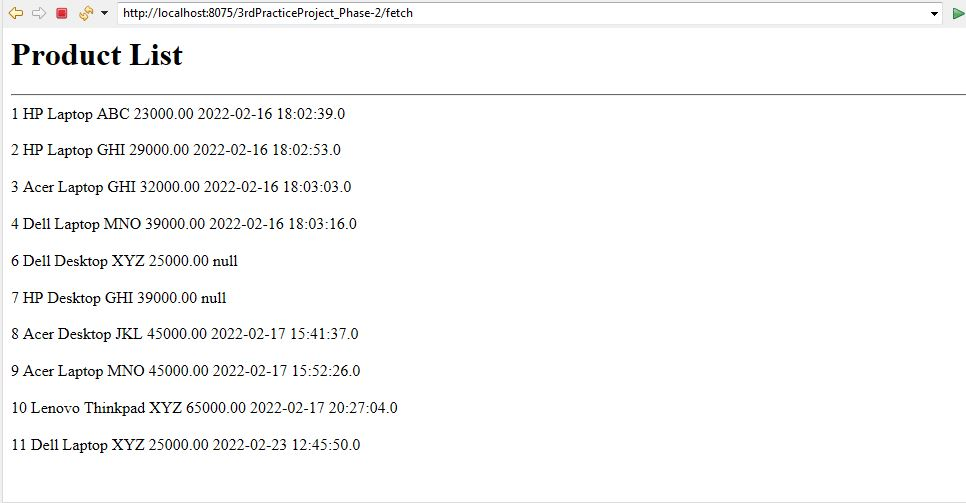 http://localhost:8075/3rdPracticeProject_Phase-2/fetch
Product List
1 HP Laptop ABC 23000.00 2022-02-16 18:02:39.0
2 HP Laptop GHI 29000.00 2022-02-16 18:02:53.0
3 Acer Laptop GHI 32000.00 2022-02-16 18:03:03.0
4 Dell Laptop MNO 39000.00 2022-02-16 18:03:16.0
6 Dell Desktop XYZ 25000.00 null
7 HP Desktop GHI 39000.00 null
8 Acer Desktop JKL 45000.00 2022-02-17 15:41:37.0
9 Acer Laptop MNO 45000.00 2022-02-17 15:52:26.0
10 Lenovo Thinkpad XYZ 65000.00 2022-02-17 20:27:04.0
11 Dell Laptop XYZ 25000.00 2022-02-23 12:45:50.0